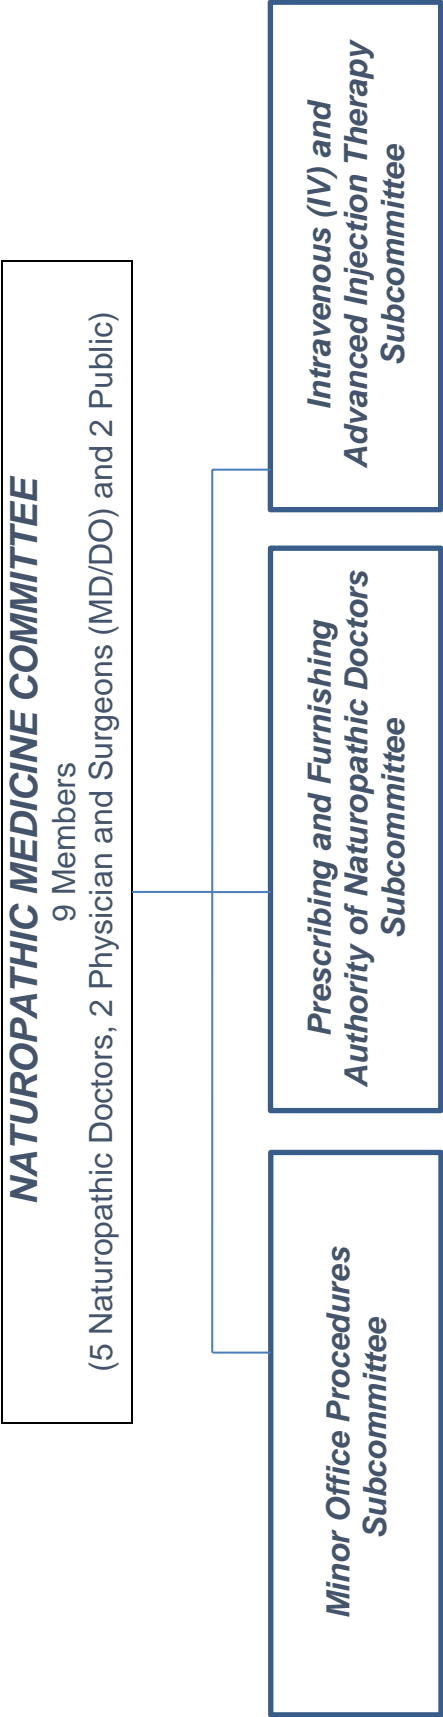 NATUROPATHIC MEDICINE COMMITTEE
9 Members
(5 Naturopathic Doctors, 2 Physician and Surgeons (MD/DO) and 2 Public)
Minor Office Procedures
Subcommittee
Prescribing and Furnishing
Authority of Naturopathic Doctors
Subcommittee
Intravenous (IV) and
Advanced Injection Therapy
Subcommittee